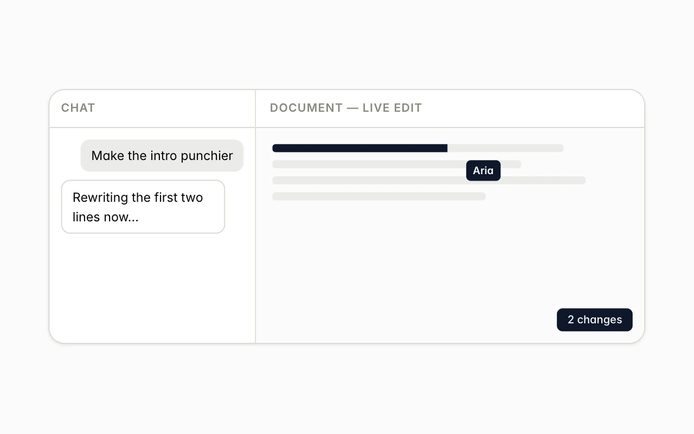 CHAT
DOCUMENT — LIVE EDIT
Make the intro punchier
Rewriting the first two
lines now...
Aria
2 changes